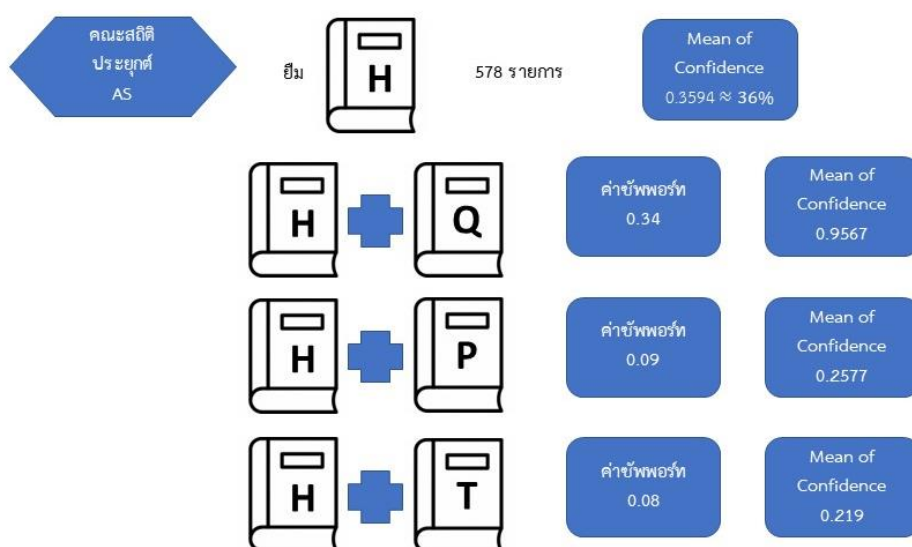 คณะสถิติ
ประยุกต์
AS
ยืม
H
578 รายการ
Mean of
Confidence
0.3594 ≈ 36%
H
Q
ค่าซัพพอร์ท
0.34
Mean of
Confidence
0.9567
H
P
ค่าซัพพอร์ท
0.09
Mean of
Confidence
0.2577
H
T
ค่าซัพพอร์ท
0.08
Mean of
Confidence
0.219